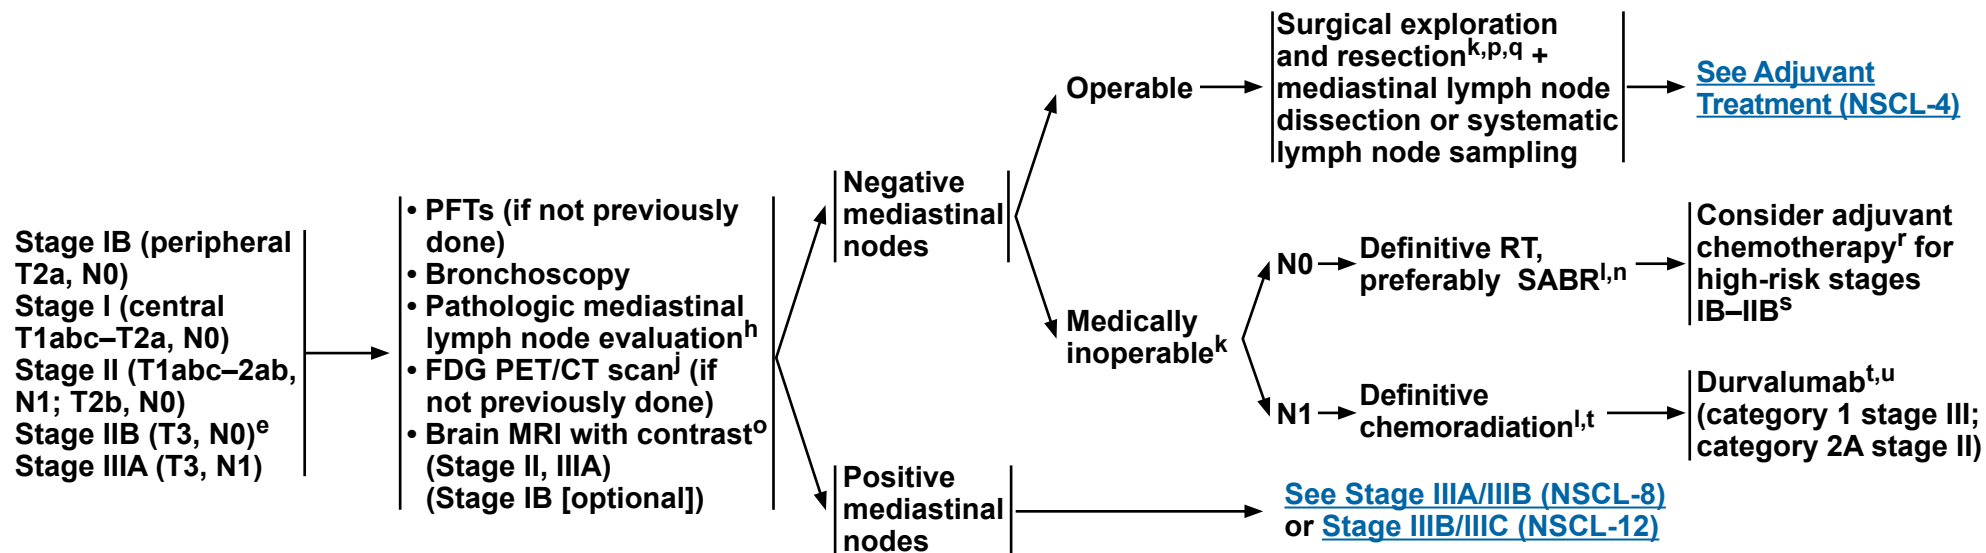 Stage IB (peripheral
T2a, N0)
Stage I (central
T1abc–T2a, N0)
Stage II (T1abc–2ab,
N1; T2b, N0)
Stage IIB (T3, N0)e
Stage IIIA (T3, N1)
• PFTs (if not previously
done)
• Bronchoscopy
• Pathologic mediastinal
lymph node evaluationh
• FDG PET/CT scanj (if
not previously done)
• Brain MRI with contrasto
(Stage II, IIIA)
(Stage IB [optional])
Negative
mediastinal
nodes
Operable
Surgical exploration
and resectionk,p,q +
mediastinal lymph node
dissection or systematic
lymph node sampling
See Adjuvant
Treatment (NSCL-4)
Medically
inoperablek
N0
Definitive RT,
preferably SABRl,n
Consider adjuvant
chemotherapyr for
high-risk stages
IB–IIBs
N1
Definitive
chemoradiationl,t
Durvalumabt,u
(category 1 stage III;
category 2A stage II)
Positive
mediastinal
nodes
See Stage IIIA/IIIB (NSCL-8)
or Stage IIIB/IIIC (NSCL-12)